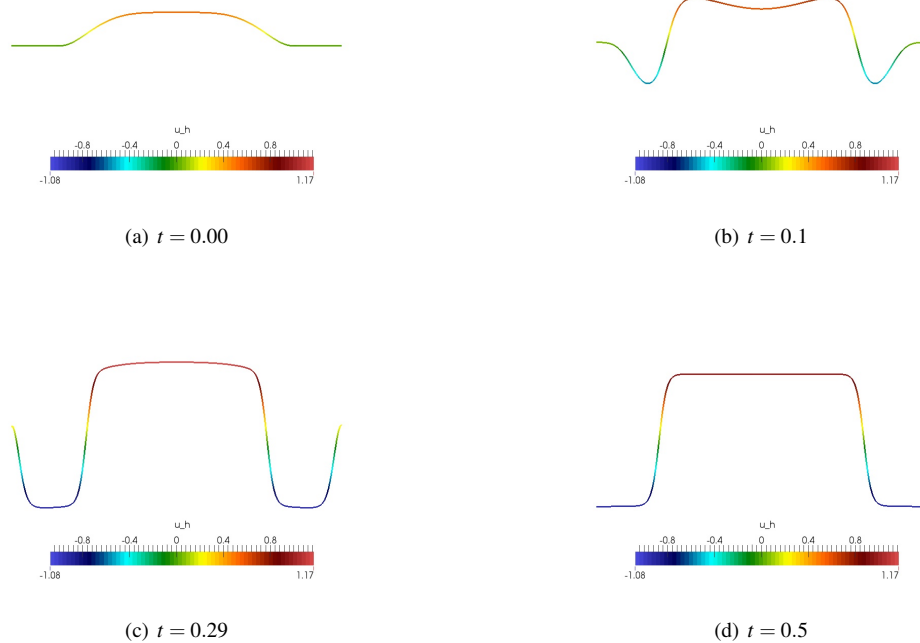 u_h
-0.8 -0.4 0 0.4 0.8
-1.08 1.17
(a) t = 0.00
u_h
-0.8 -0.4 0 0.4 0.8
-1.08 1.17
(b) t = 0.1
u_h
-0.8 -0.4 0 0.4 0.8
-1.08 1.17
(c) t = 0.29
u_h
-0.8 -0.4 0 0.4 0.8
-1.08 1.17
(d) t = 0.5